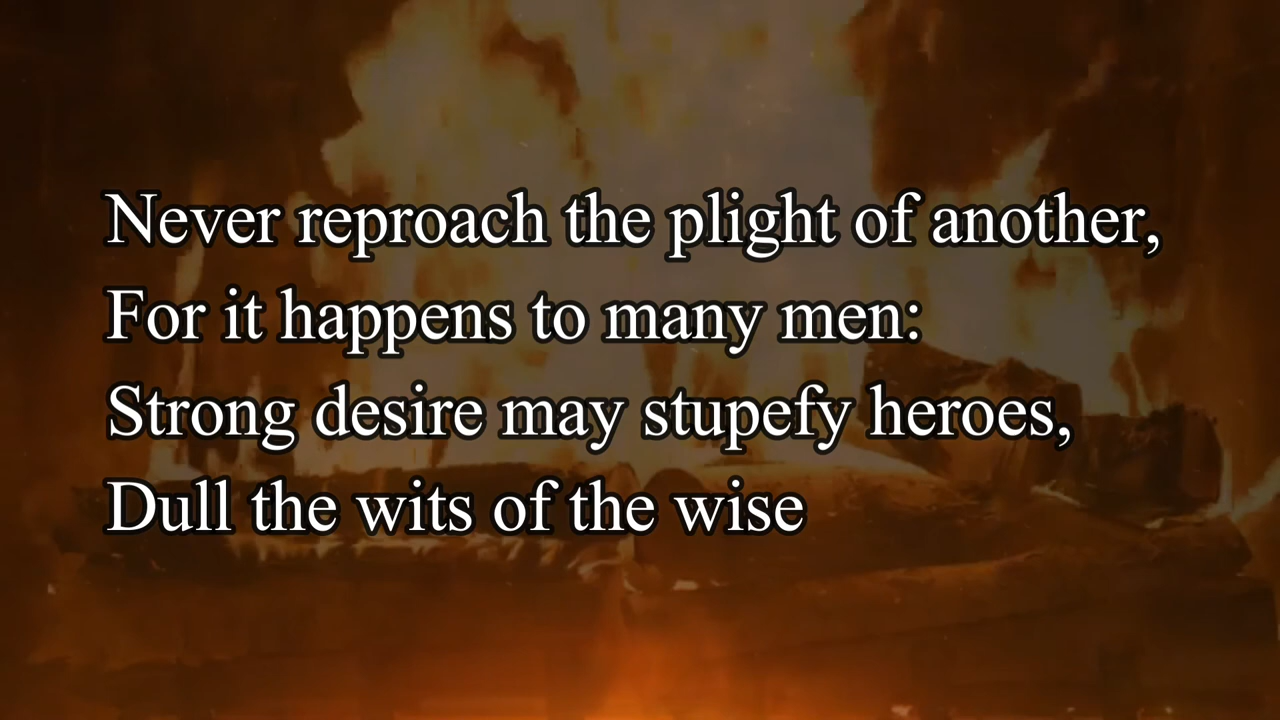 Never reproach the plight of another,
For it happens to many men:
Strong desire may stupefy heroes,
Dull the wits of the wise